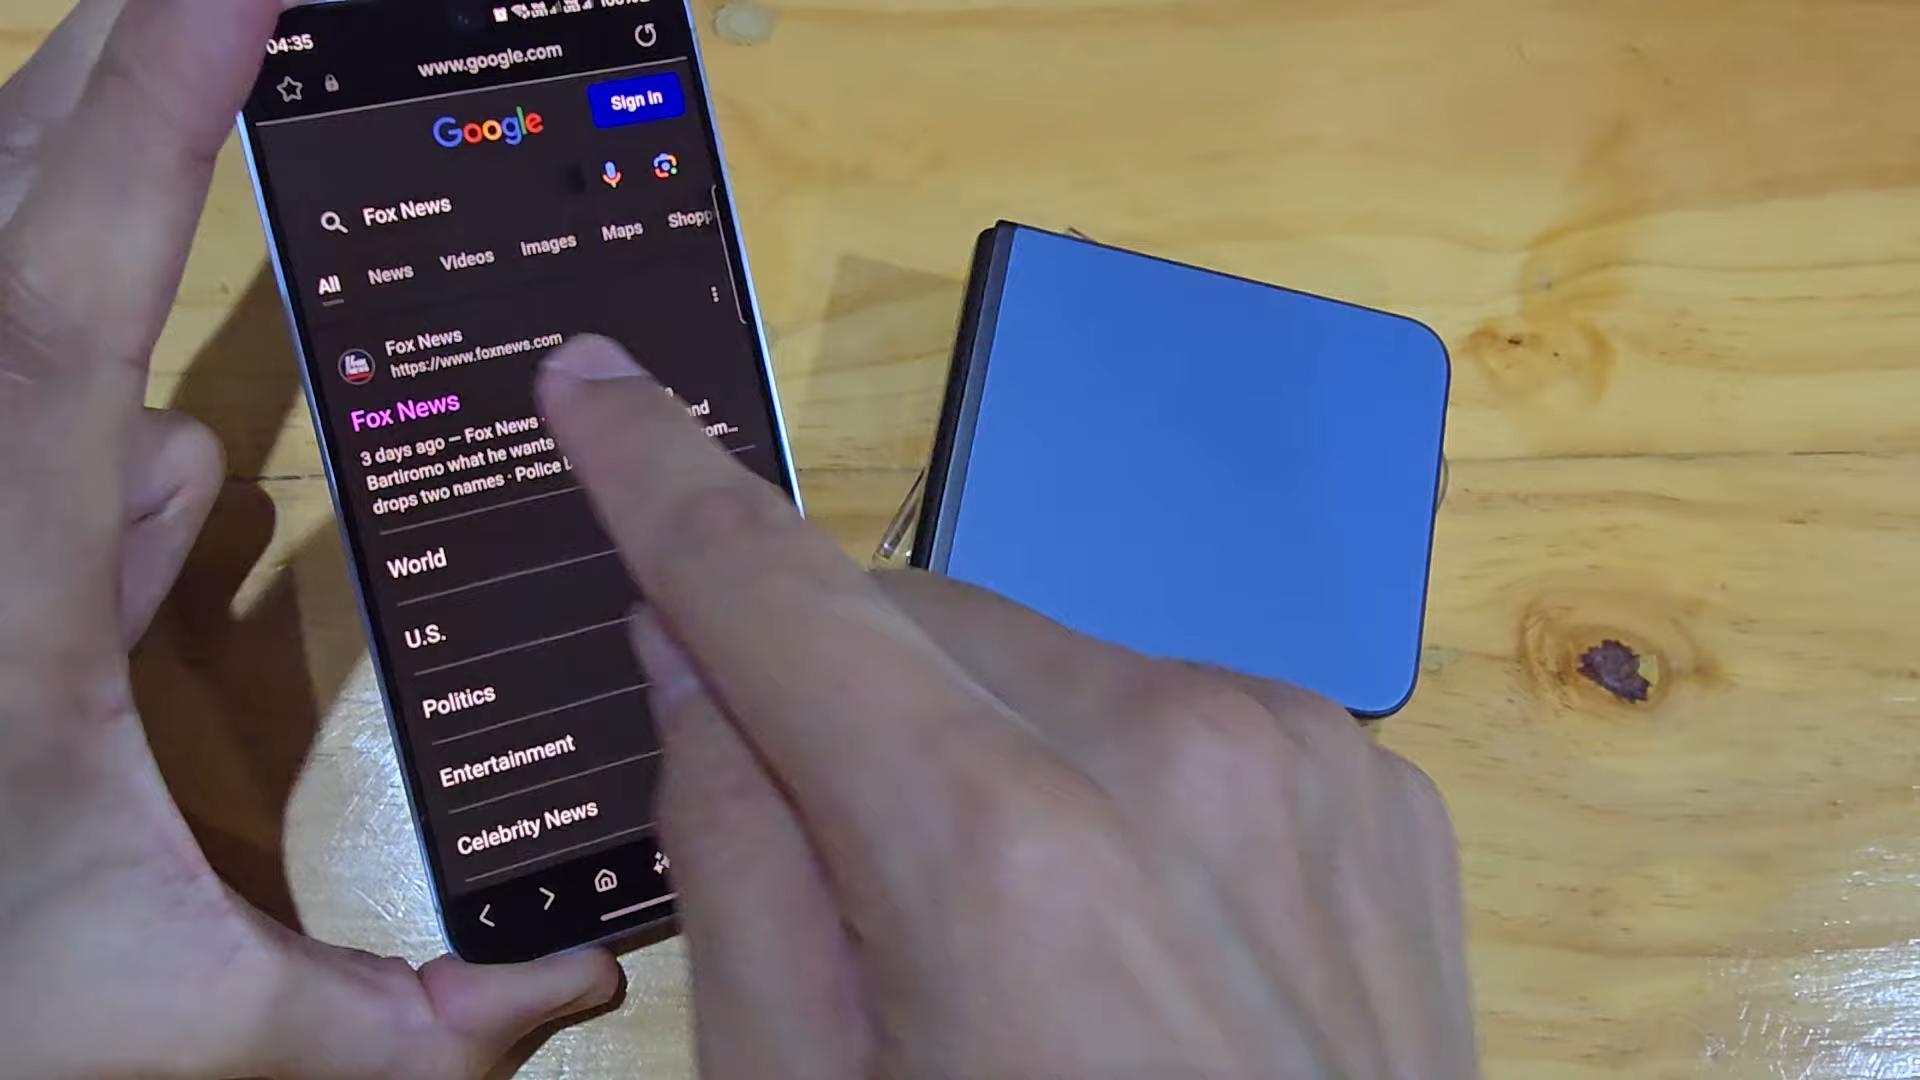 04:35
www.google.com
Google
Sign in
Fox News
All News Videos Images Maps Shopp
Fox News
https://www.foxnews.com
Fox News
3 days ago — Fox News · and
Bartiromo what he wants om...
drops two names · Police
World
U.S.
Politics
Entertainment
Celebrity News